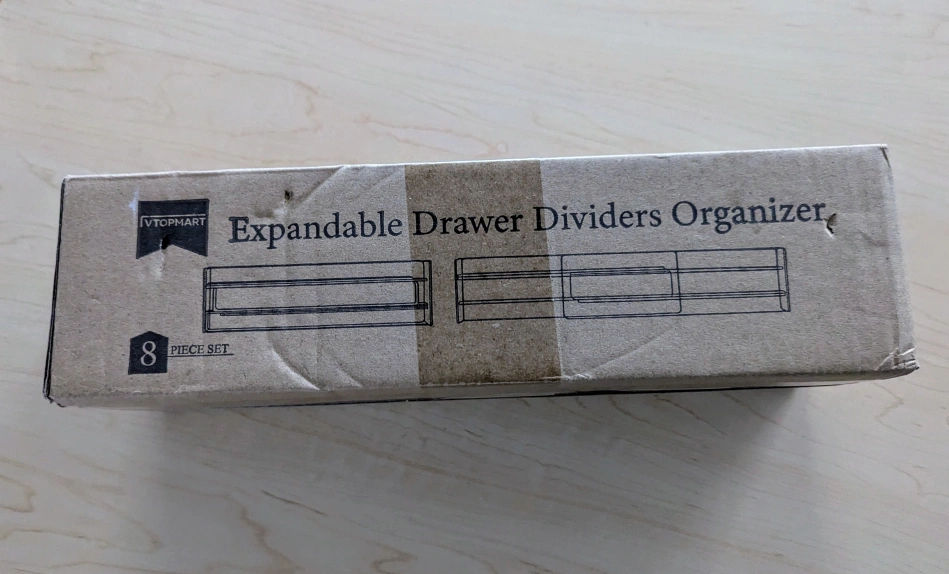 VTOPMART
Expandable Drawer Dividers Organizer
8
PIECE SET